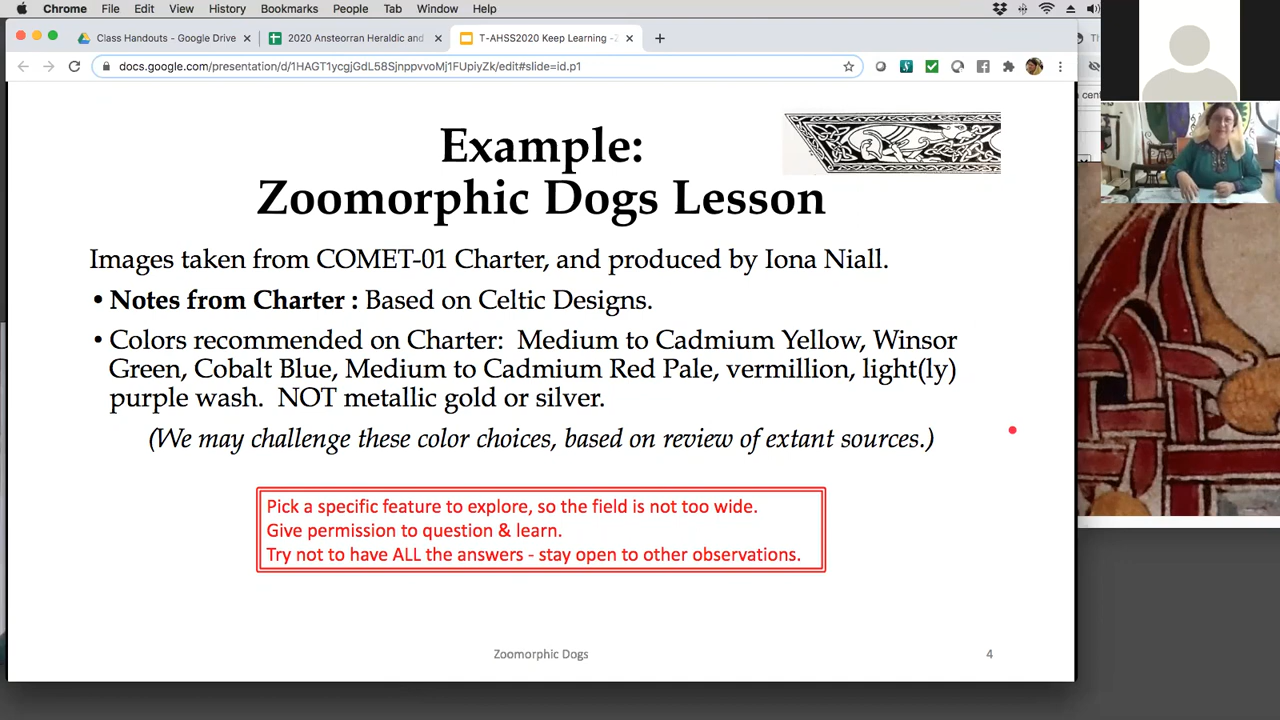 Chrome File Edit View History Bookmarks People Tab Window Help
Class Handouts - Google Drive
2020 Ansteorran Heraldic and
T-AHSS2020 Keep Learning -2
docs.google.com/presentation/d/1HAGT1ycgjGdL58SjnppvvoMj1FUpiyZk/edit#slide=id.p1
Example:
Zoomorphic Dogs Lesson
Images taken from COMET-01 Charter, and produced by Iona Niall.
• Notes from Charter : Based on Celtic Designs.
• Colors recommended on Charter: Medium to Cadmium Yellow, Winsor
Green, Cobalt Blue, Medium to Cadmium Red Pale, vermillion, light(ly)
purple wash. NOT metallic gold or silver.
(We may challenge these color choices, based on review of extant sources.)
Pick a specific feature to explore, so the field is not too wide.
Give permission to question & learn.
Try not to have ALL the answers - stay open to other observations.
Zoomorphic Dogs
4